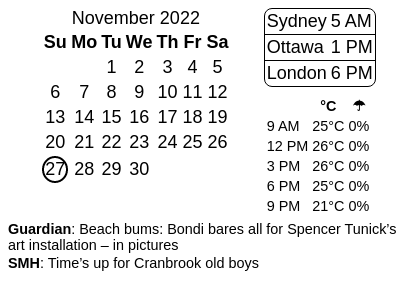 November 2022
Su Mo Tu We Th Fr Sa
1 2 3 4 5
6 7 8 9 10 11 12
13 14 15 16 17 18 19
20 21 22 23 24 25 26
27 28 29 30
Sydney 5 AM
Ottawa 1 PM
London 6 PM
°C ☂
9 AM 25°C 0%
12 PM 26°C 0%
3 PM 26°C 0%
6 PM 25°C 0%
9 PM 21°C 0%
Guardian: Beach bums: Bondi bares all for Spencer Tunick’s
art installation – in pictures
SMH: Time’s up for Cranbrook old boys